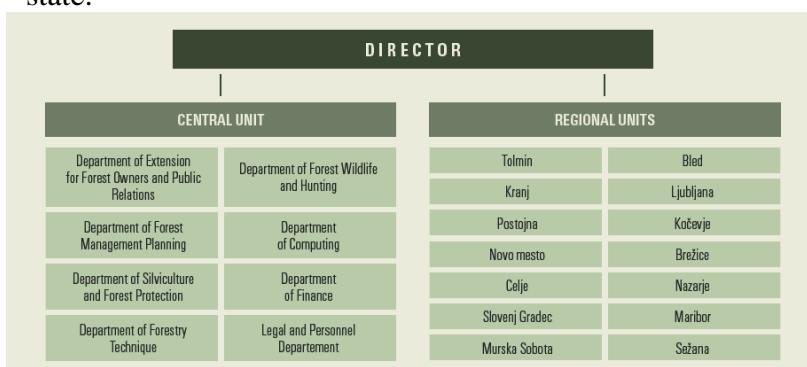 state.
DIRECTOR
CENTRAL UNIT
Department of Extension
for Forest Owners and Public
Relations
Department of Forest Wildlife
and Hunting
Department of Forest
Management Planning
Department
of Computing
Department of Silviculture
and Forest Protection
Department
of Finance
Department of Forestry
Technique
Legal and Personnel
Departement
REGIONAL UNITS
Tolmin
Bled
Kranj
Ljubljana
Postojna
Kočevje
Novo mesto
Brežice
Celje
Nazarje
Slovenj Gradec
Maribor
Murska Sobota
Sežana